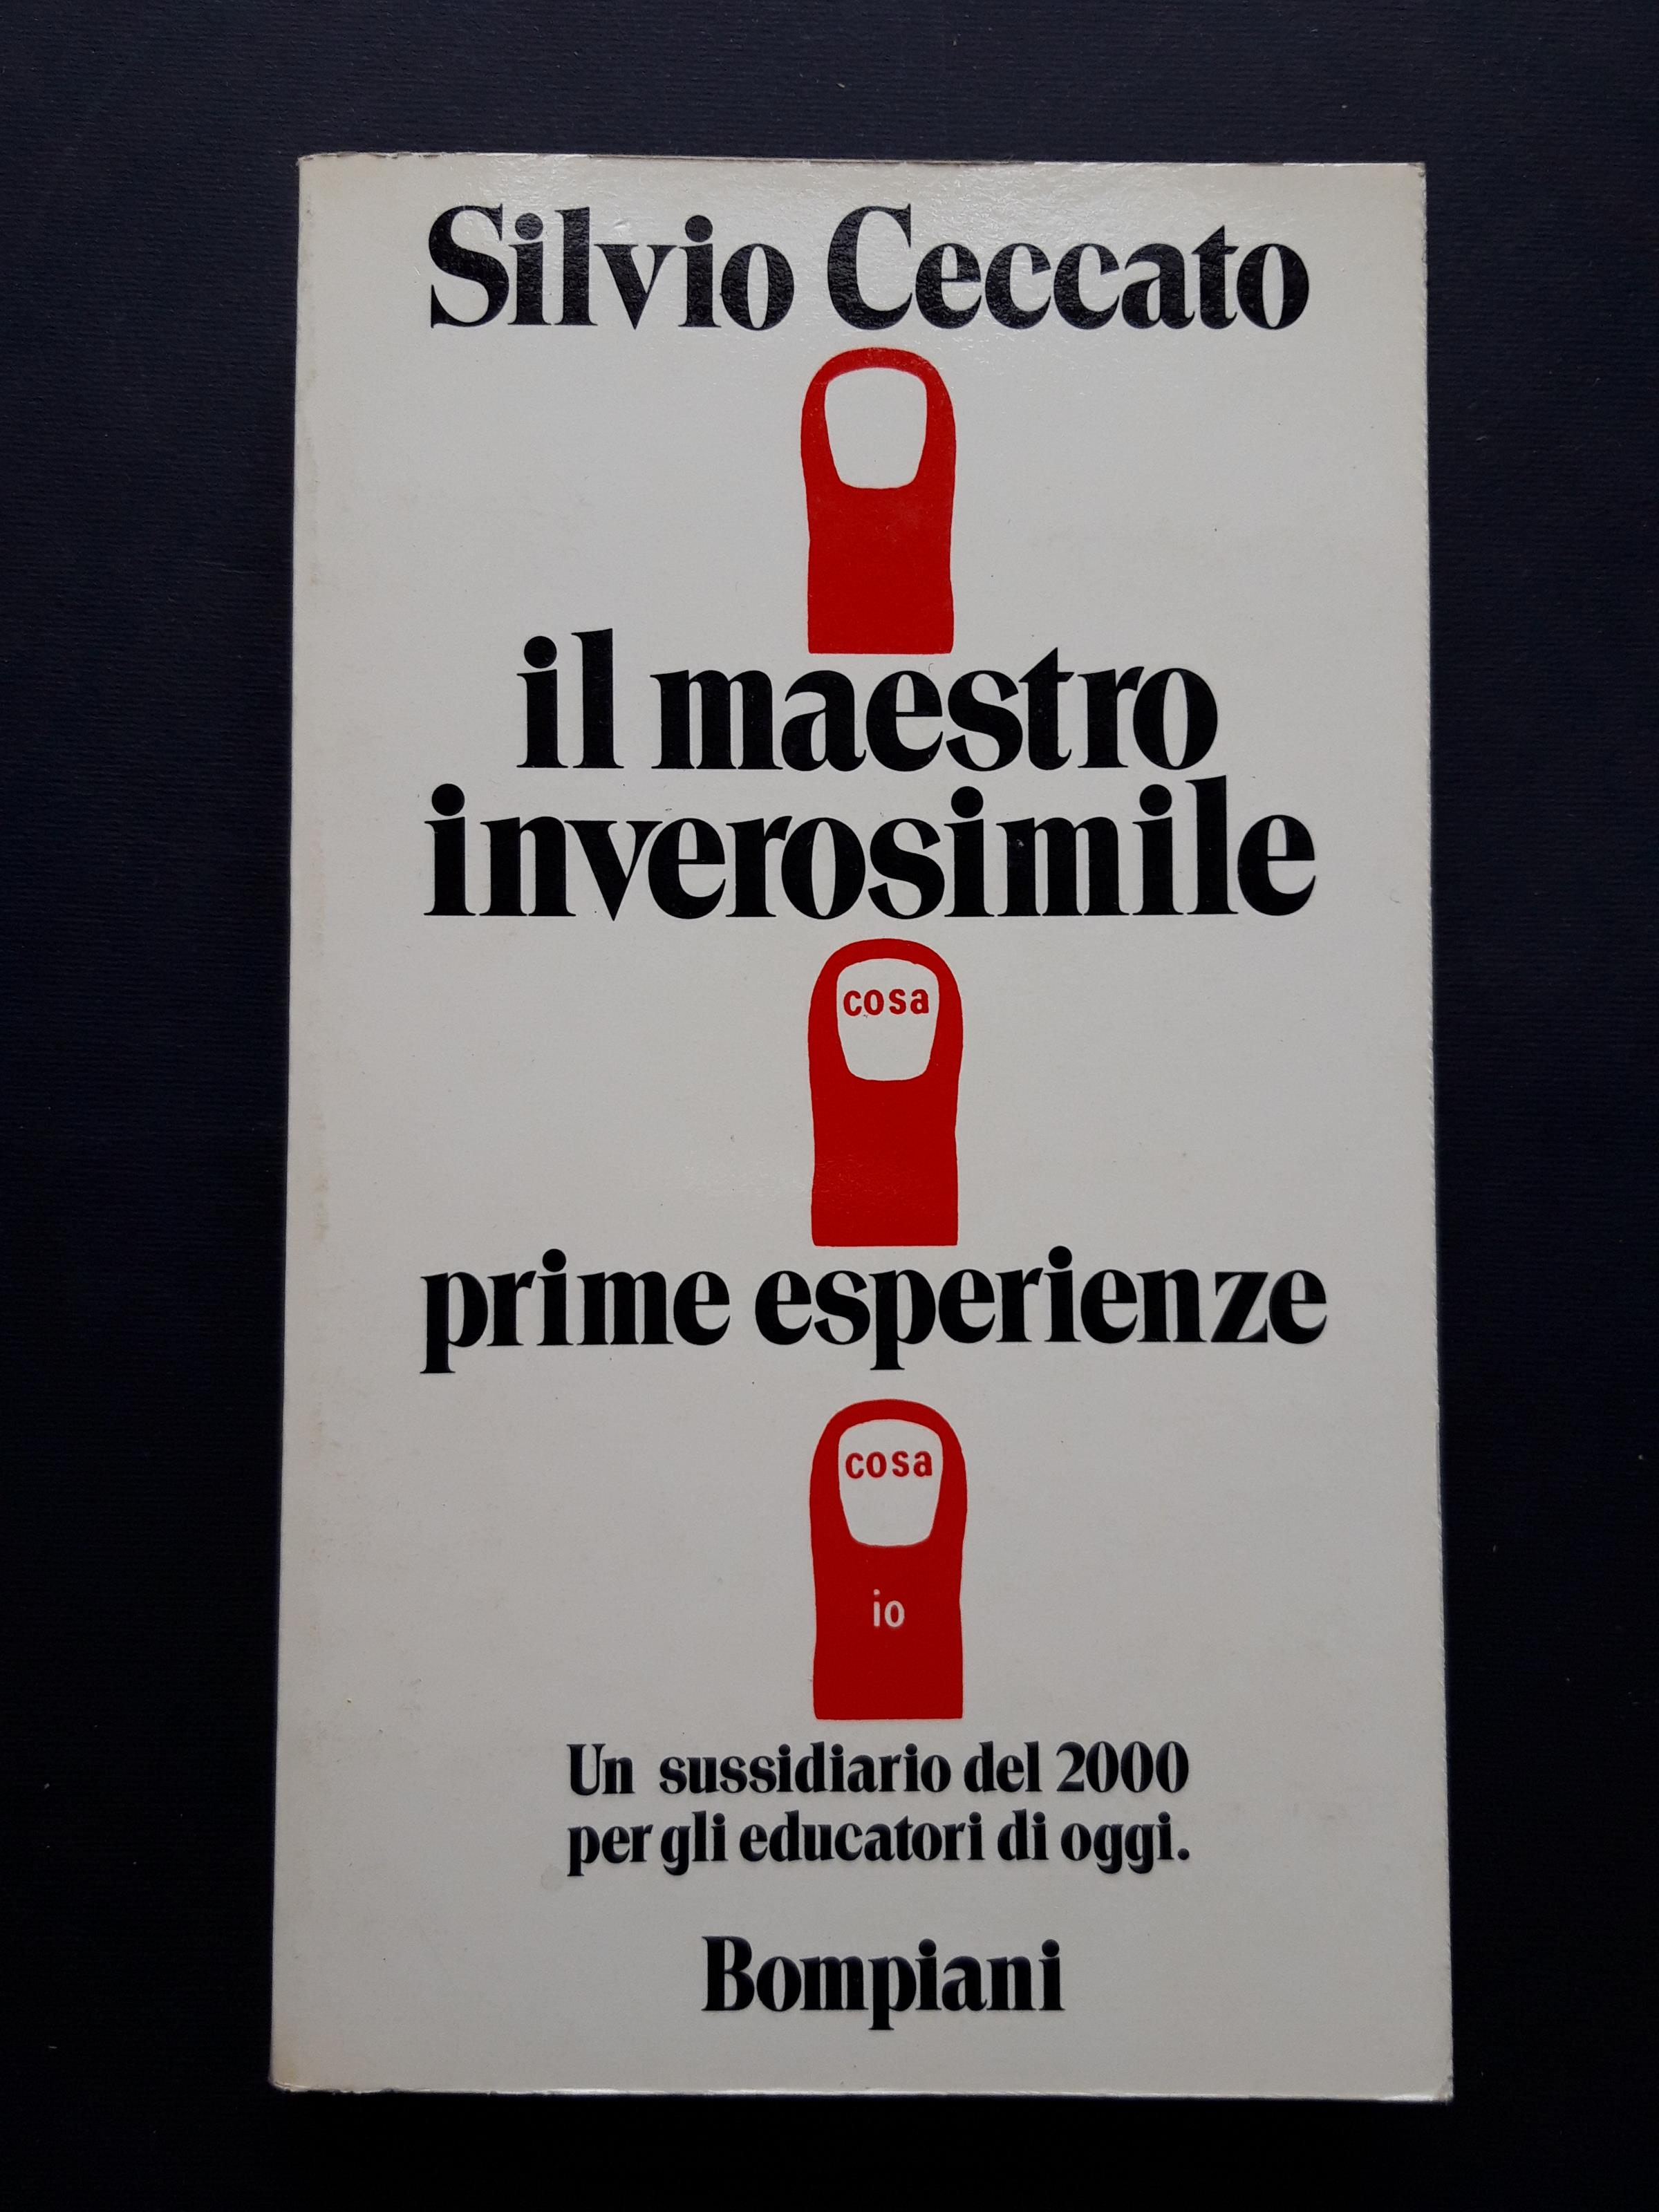 Silvio Ceccato
il maestro
inverosimile
cosa
prime esperienze
cosa
io
Un sussidiario del 2000
per gli educatori di oggi.
Bompiani